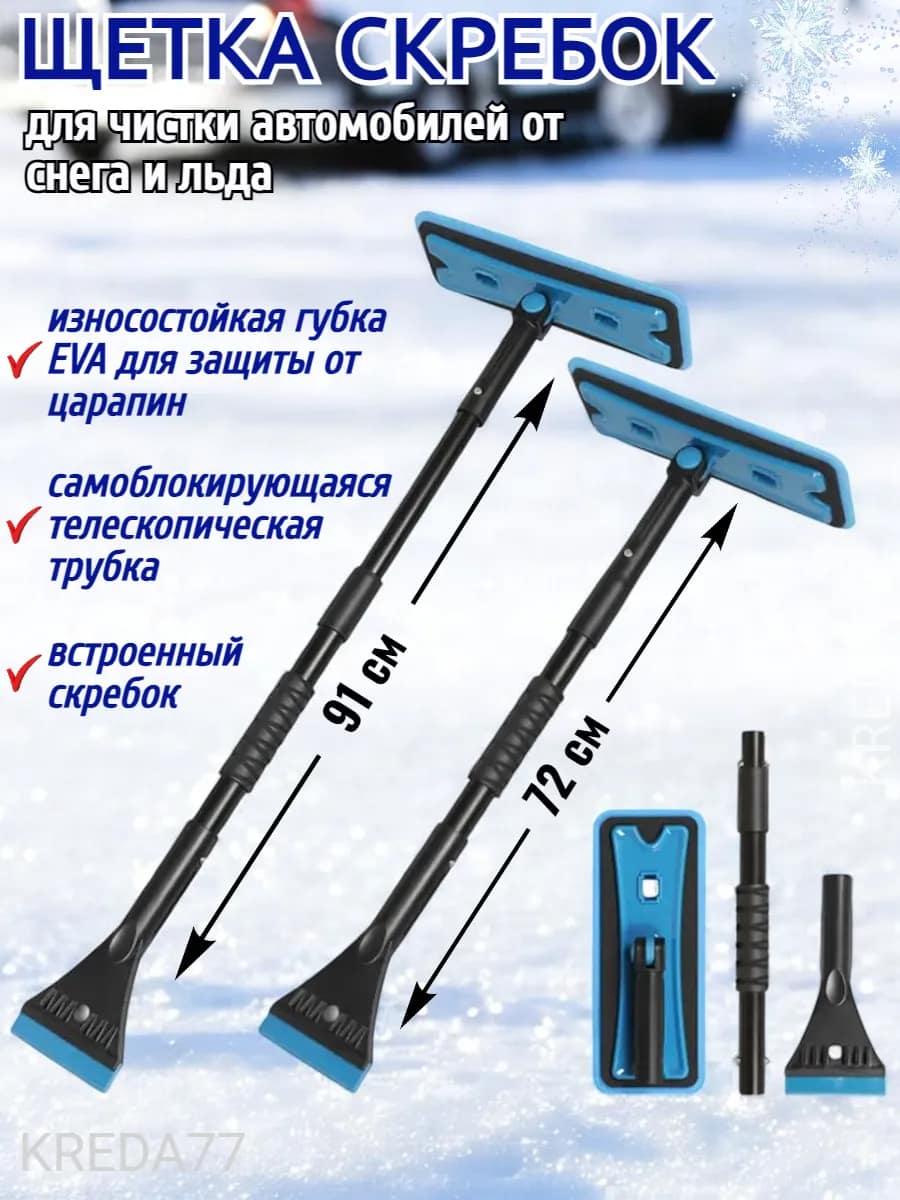 ЩЕТКА СКРЕБОК
для чистки автомобилей от
снега и льда
износостойкая губка
EVA для защиты от
царапин
самоблокирующаяся
телескопическая
трубка
встроенный
скребок
91 см
72 см
KREDA77